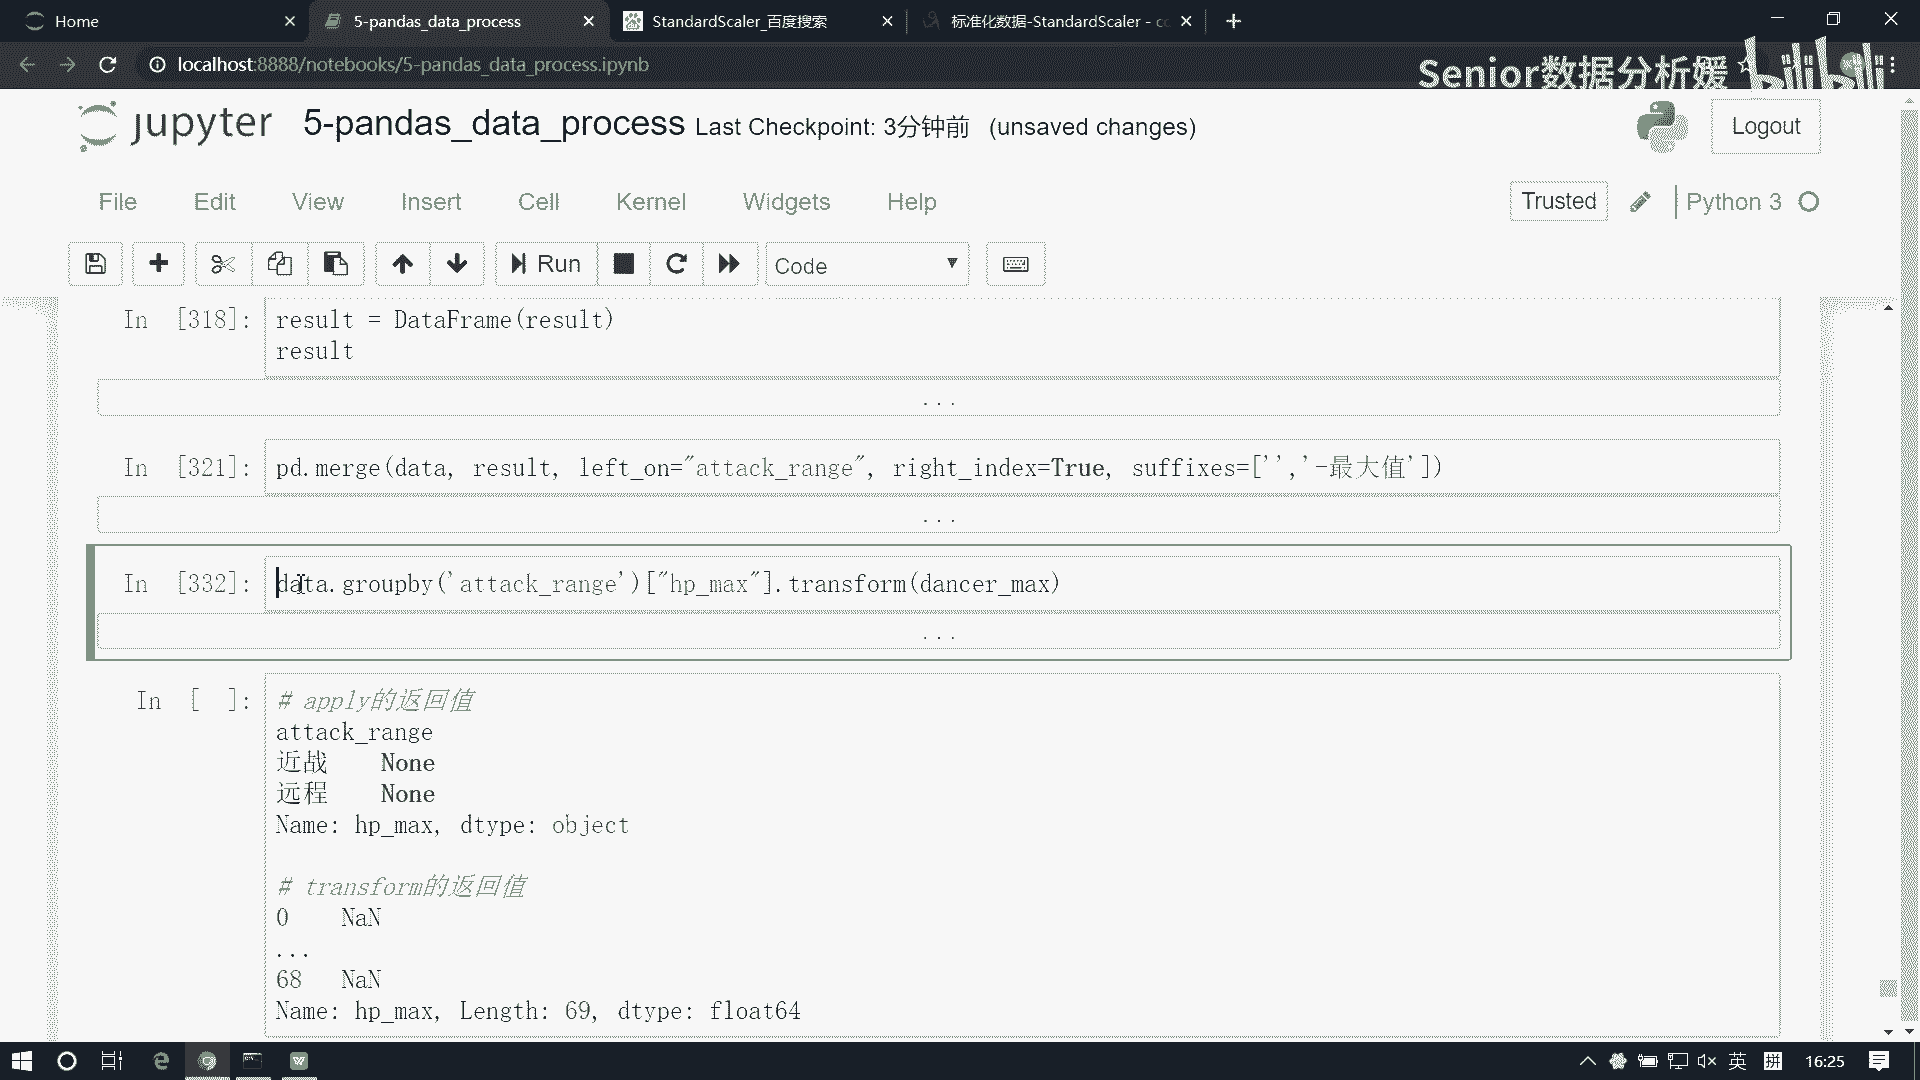 Home
5-pandas_data_process
StandardScaler_百度搜索
标准化数据-StandardScaler - cc
localhost:8888/notebooks/5-pandas_data_process.ipynb
Senior数据分析媛
bilibili
jupyter
5-pandas_data_process Last Checkpoint: 3分钟前 (unsaved changes)
Logout
File Edit View Insert Cell Kernel Widgets Help
Trusted
Python 3
Run
Code
In [318]:
result = DataFrame(result)
result
...
In [321]:
pd.merge(data, result, left_on="attack_range", right_index=True, suffixes=['','-最大值'])
...
In [332]:
data.groupby('attack_range')["hp_max"].transform(dancer_max)
...
In [ ]:
# apply的返回值
attack_range
近战 None
远程 None
Name: hp_max, dtype: object
# transform的返回值
0 NaN
...
68 NaN
Name: hp_max, Length: 69, dtype: float64
英
拼
16:25